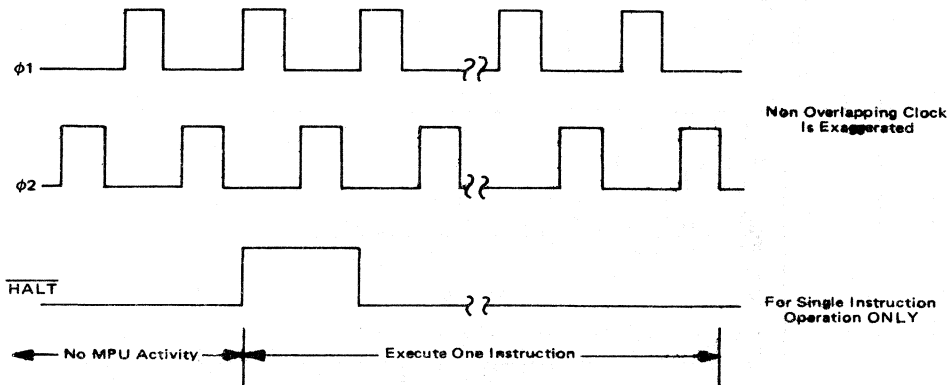 ϕ1
Non Overlapping Clock
Is Exaggerated
ϕ2
HALT
For Single Instruction
Operation ONLY
No MPU Activity
Execute One Instruction